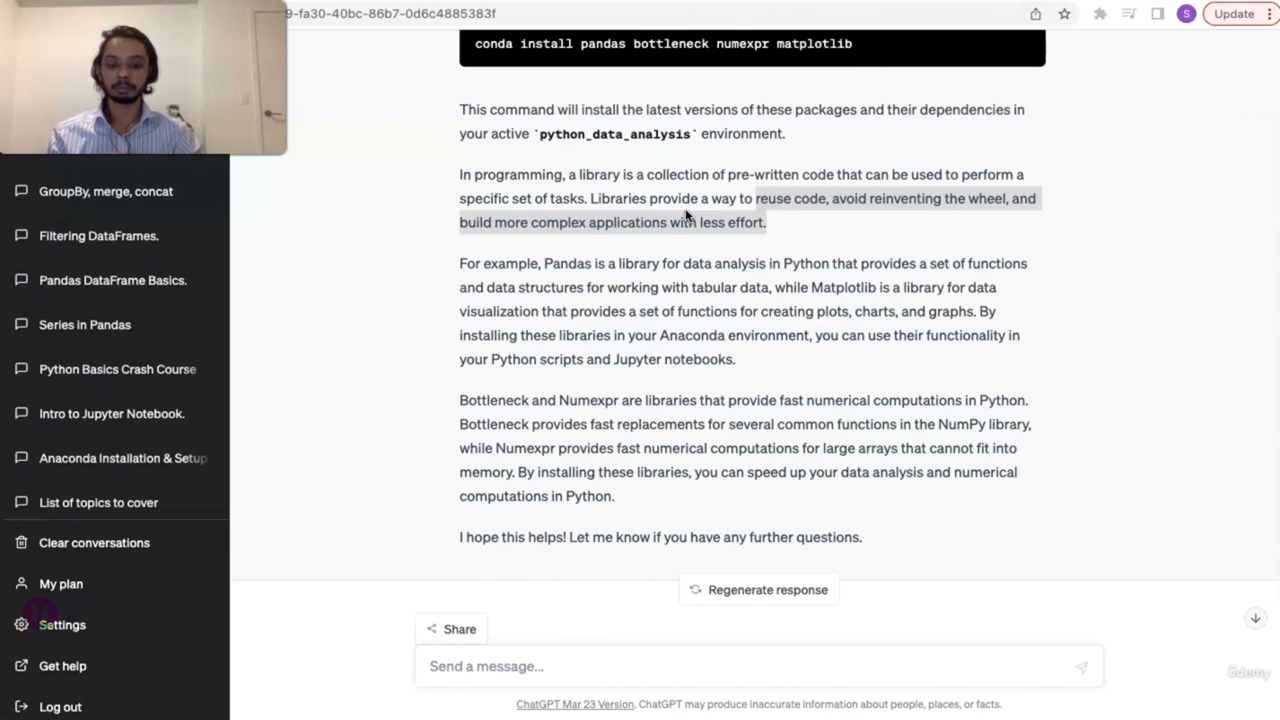 9-fa30-40bc-86b7-0d6c4885383f
S
Update
conda install pandas bottleneck numexpr matplotlib
This command will install the latest versions of these packages and their dependencies in
your active `python_data_analysis` environment.
In programming, a library is a collection of pre-written code that can be used to perform a
specific set of tasks. Libraries provide a way to reuse code, avoid reinventing the wheel, and
build more complex applications with less effort.
For example, Pandas is a library for data analysis in Python that provides a set of functions
and data structures for working with tabular data, while Matplotlib is a library for data
visualization that provides a set of functions for creating plots, charts, and graphs. By
installing these libraries in your Anaconda environment, you can use their functionality in
your Python scripts and Jupyter notebooks.
Bottleneck and Numexpr are libraries that provide fast numerical computations in Python.
Bottleneck provides fast replacements for several common functions in the NumPy library,
while Numexpr provides fast numerical computations for large arrays that cannot fit into
memory. By installing these libraries, you can speed up your data analysis and numerical
computations in Python.
I hope this helps! Let me know if you have any further questions.
GroupBy, merge, concat
Filtering DataFrames.
Pandas DataFrame Basics.
Series in Pandas
Python Basics Crash Course
Intro to Jupyter Notebook.
Anaconda Installation & Setup
List of topics to cover
Clear conversations
My plan
Settings
Get help
Log out
Regenerate response
Share
Send a message...
ChatGPT Mar 23 Version. ChatGPT may produce inaccurate information about people, places, or facts.
ûdemy